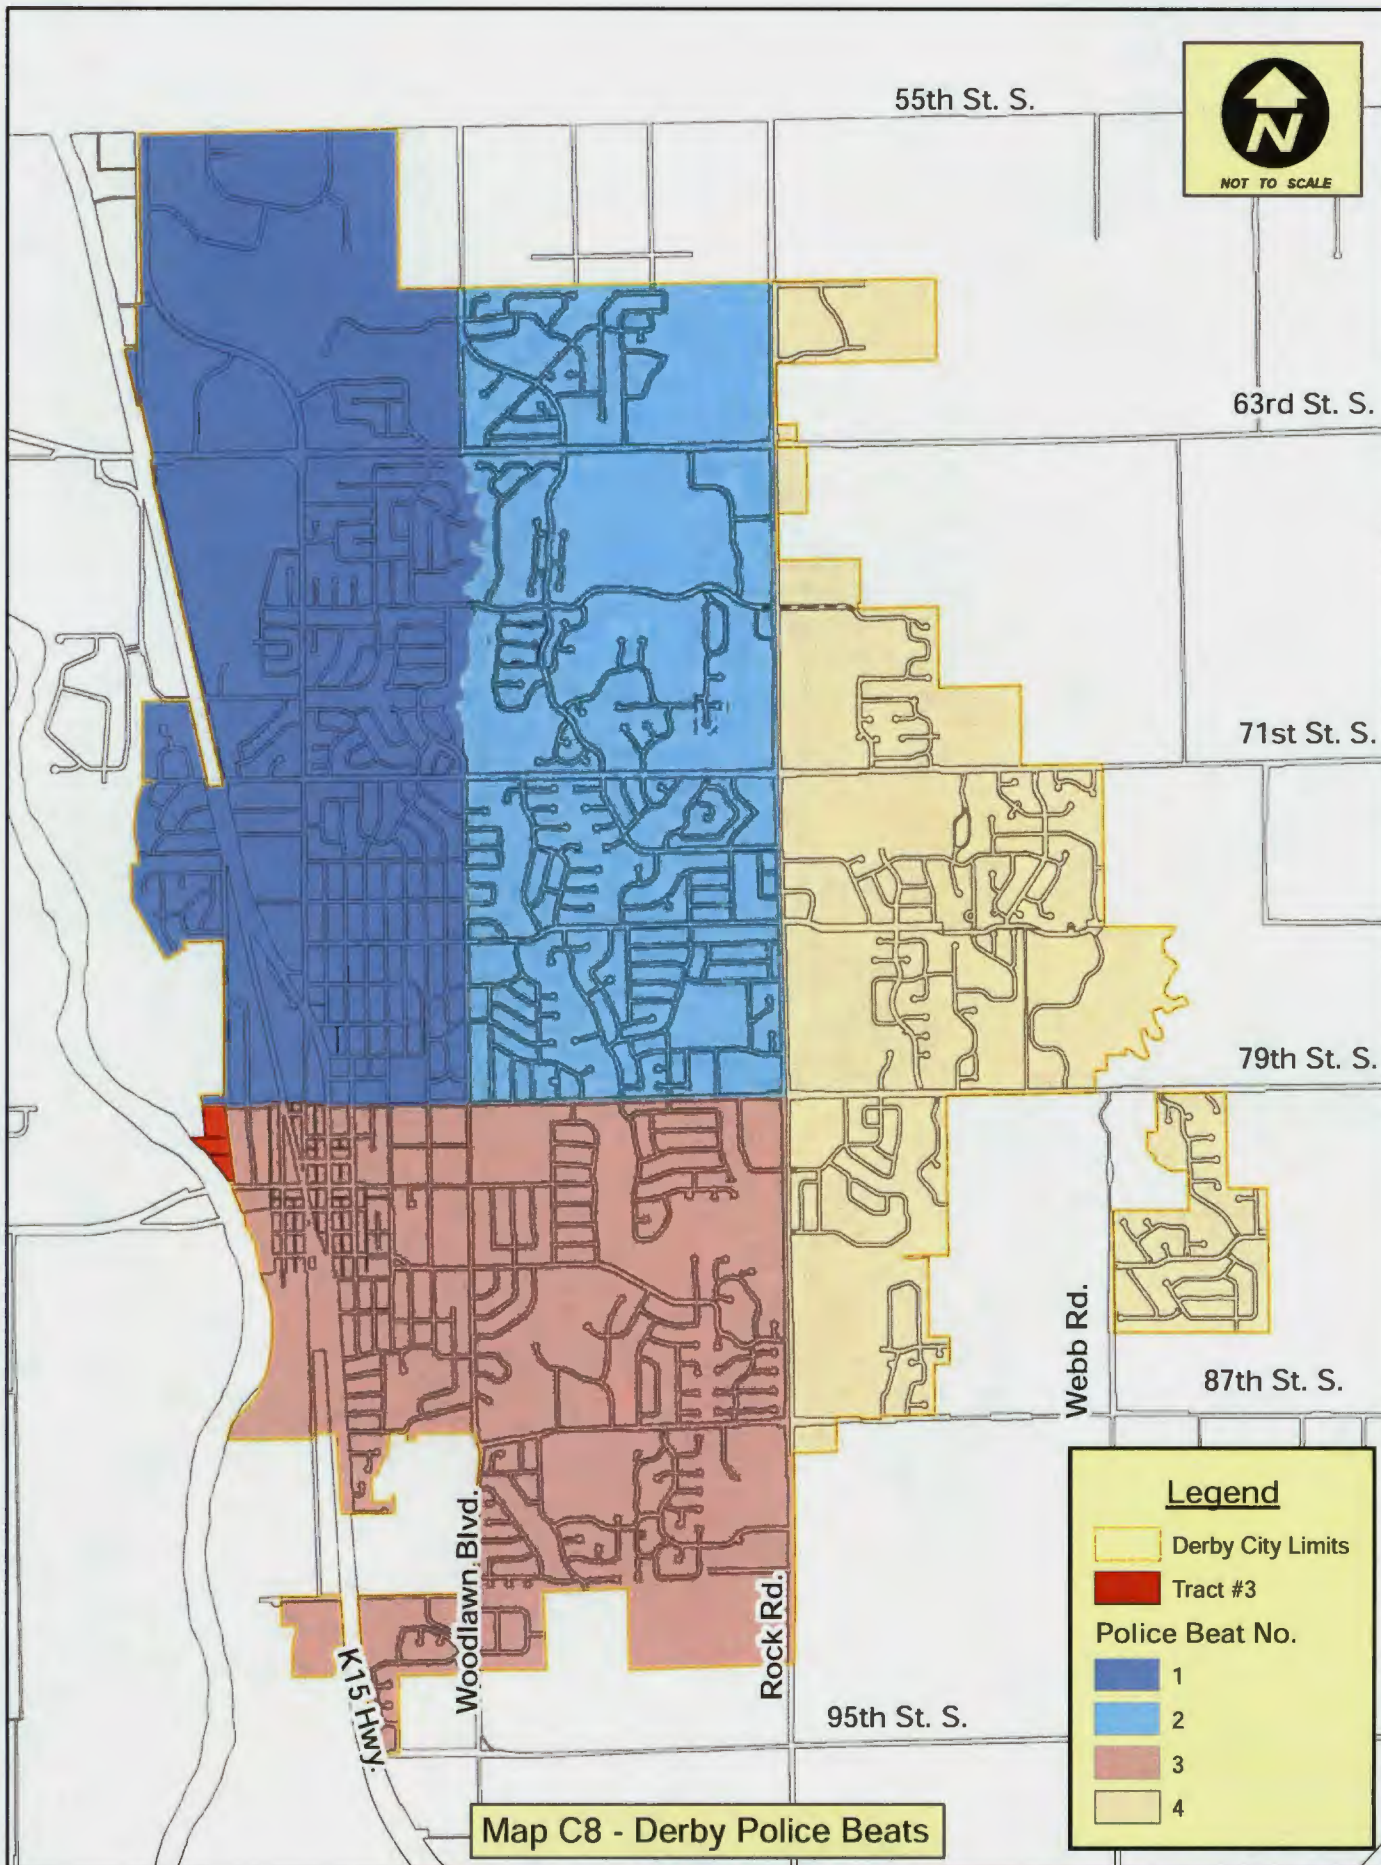 55th St. S.
N
NOT TO SCALE
63rd St. S.
71st St. S.
79th St. S.
Webb Rd.
87th St. S.
Woodlawn Blvd.
Rock Rd.
K15 Hwy.
95th St. S.
Legend
Derby City Limits
Tract #3
Police Beat No.
1
2
3
4
Map C8 - Derby Police Beats